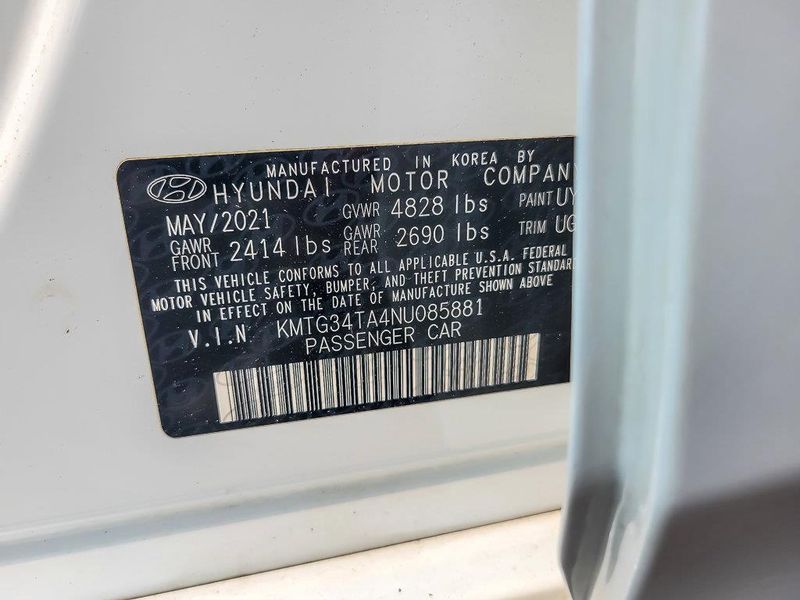 MANUFACTURED IN KOREA BY
HYUNDAI MOTOR COMPANY
MAY/2021 GVWR 4828 lbs PAINT UY
GAWR FRONT 2414 lbs GAWR REAR 2690 lbs TRIM UG
THIS VEHICLE CONFORMS TO ALL APPLICABLE U.S.A. FEDERAL
MOTOR VEHICLE SAFETY, BUMPER, AND THEFT PREVENTION STANDAR
IN EFFECT ON THE DATE OF MANUFACTURE SHOWN ABOVE
V.I.N KMTG34TA4NU085881
PASSENGER CAR